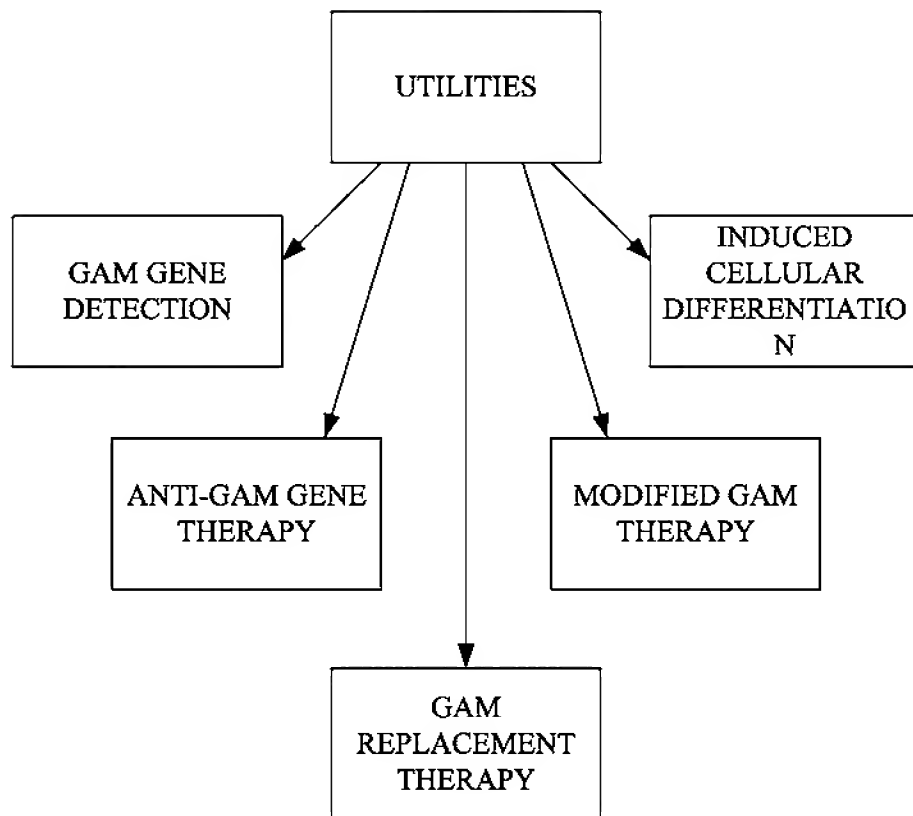 UTILITIES
GAM GENE
DETECTION
INDUCED
CELLULAR
DIFFERENTIATIO
N
ANTI-GAM GENE
THERAPY
MODIFIED GAM
THERAPY
GAM
REPLACEMENT
THERAPY